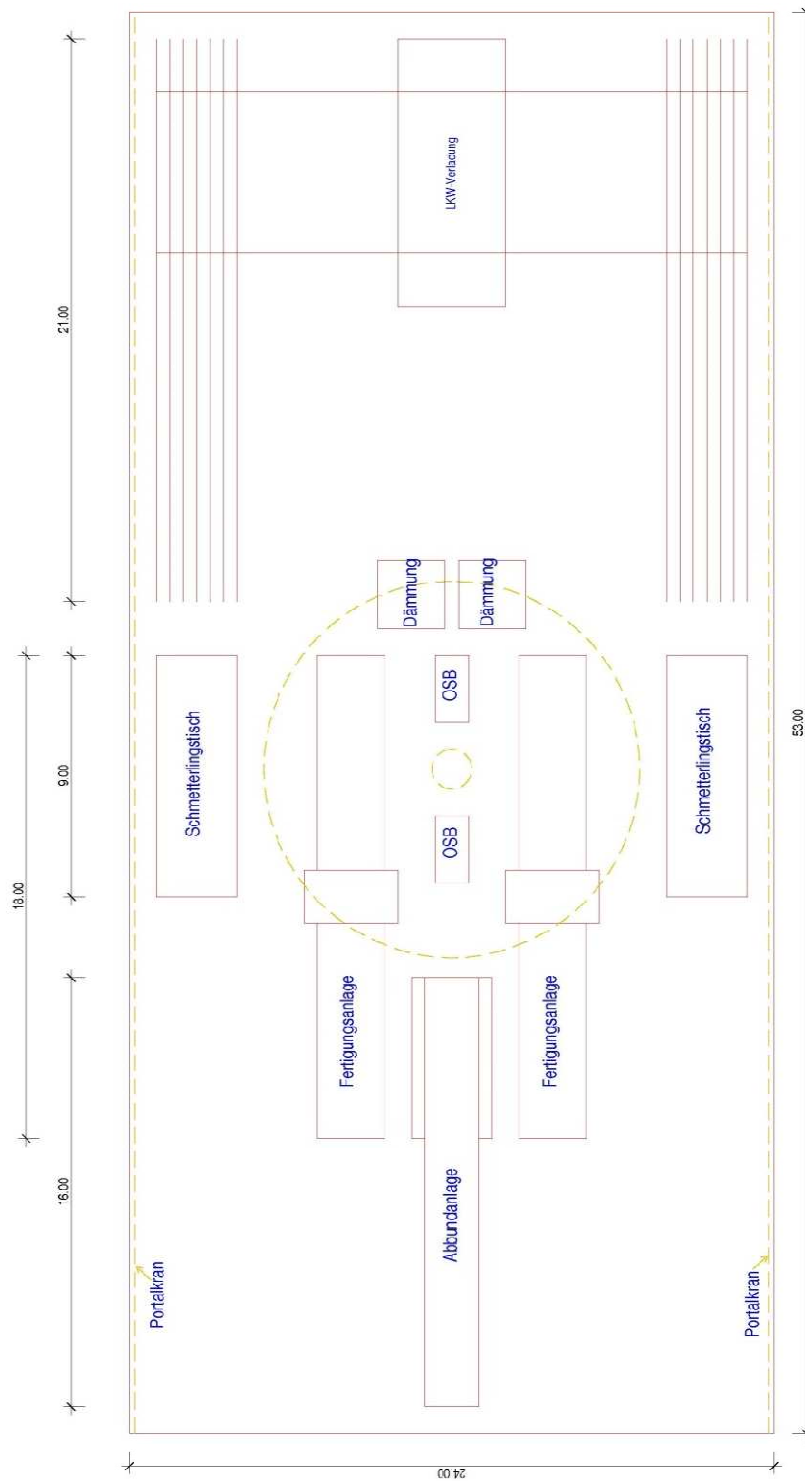 LKW-Verladung
21.00
Dämmung
Dämmung
Schmetterlingstisch
OSB
Schmetterlingstisch
9.00
OSB
53.00
18.00
Fertigungsanlage
Fertigungsanlage
Abbundanlage
16.00
Portalkran
Portalkran
24.00